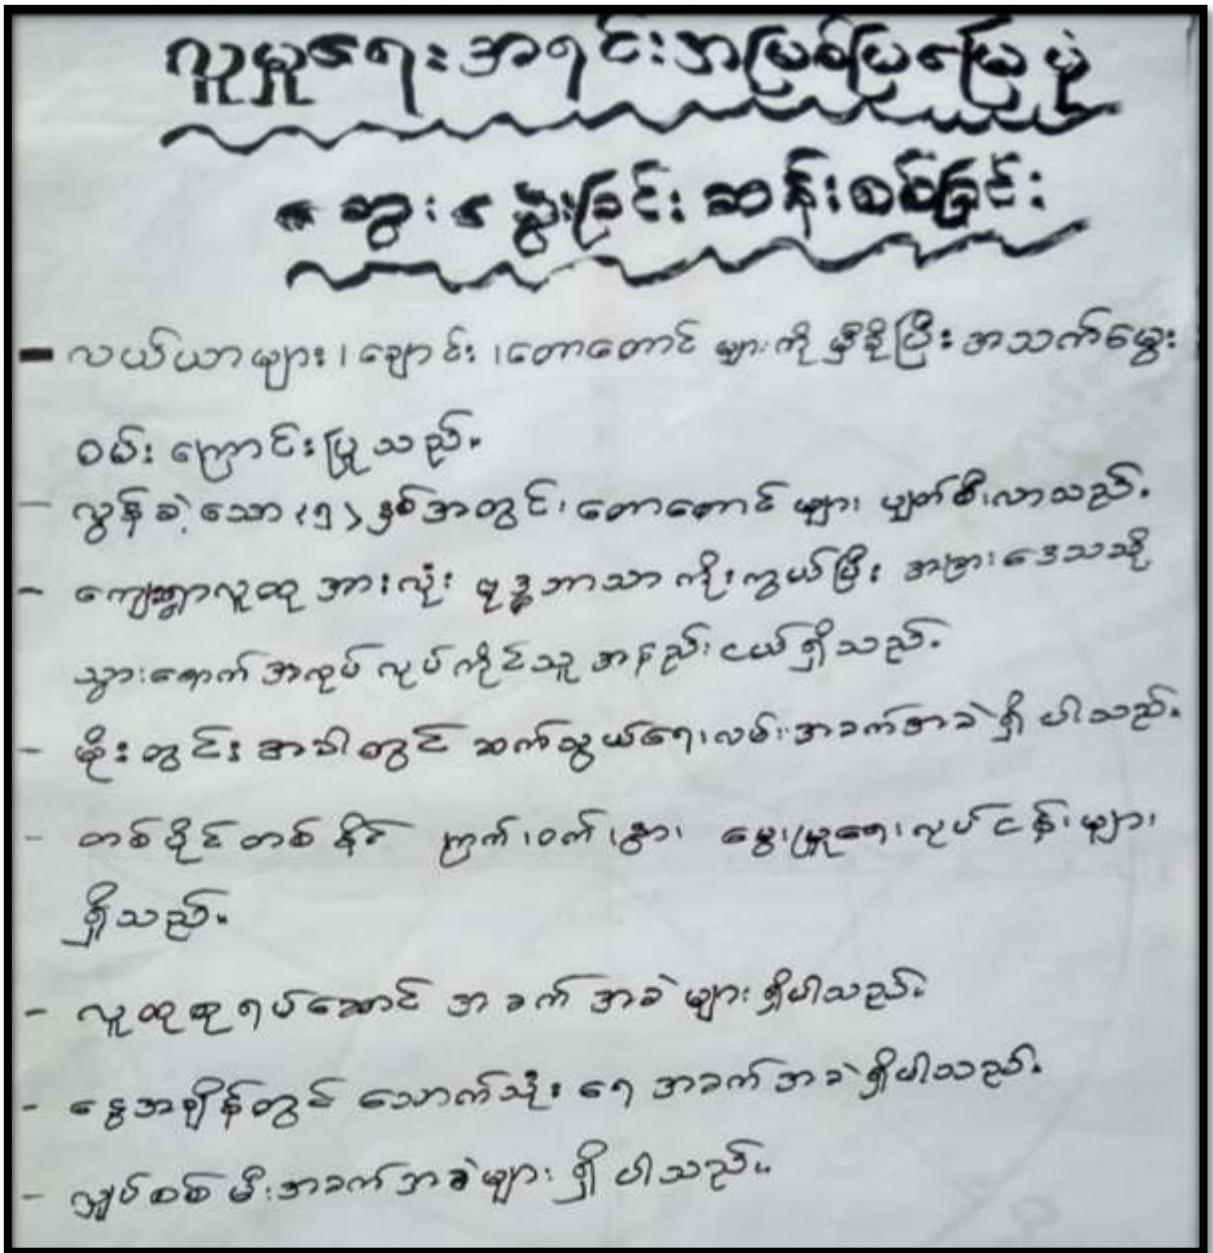 လူမှုရေးအရင်းအမြစ်ပြမြေပုံ
ဆွေးနွေးခြင်းဆန်းစစ်ခြင်း
- လယ်ယာများ၊ ချောင်း၊ တောတောင် များကို မှီခိုပြီး အသက်မွေး
ဝမ်း ကြောင်းပြုသည်။
- လွန်ခဲ့သော (၅) နှစ်အတွင်း တောတောင် များ ပျက်စီးလာသည်။
- ကျေးရွာလူထု အားလုံး ဗုဒ္ဓဘာသာ ကိုးကွယ်ပြီး အခြားဒေသသို့
သွားရောက်အလုပ် လုပ်ကိုင်သူ အနည်းငယ်ရှိသည်။
- မိုးတွင်း အခါတွင် ဆက်သွယ်ရေးလမ်းအခက်အခဲ ရှိ ပါသည်။
- တစ်ပိုင်တစ်နိုင် ကြက်၊ ဝက်၊ နွား မွေးမြူရေးလုပ်ငန်းများ
ရှိသည်။
- လူထုစုရပ်ဆောင် အခက်အခဲ များ ရှိပါသည်။
- နွေအချိန်တွင် သောက်သုံး ရေ အခက်အခဲရှိပါသည်။
- လျှပ်စစ် မီးအခက်အခဲများ ရှိ ပါသည်။